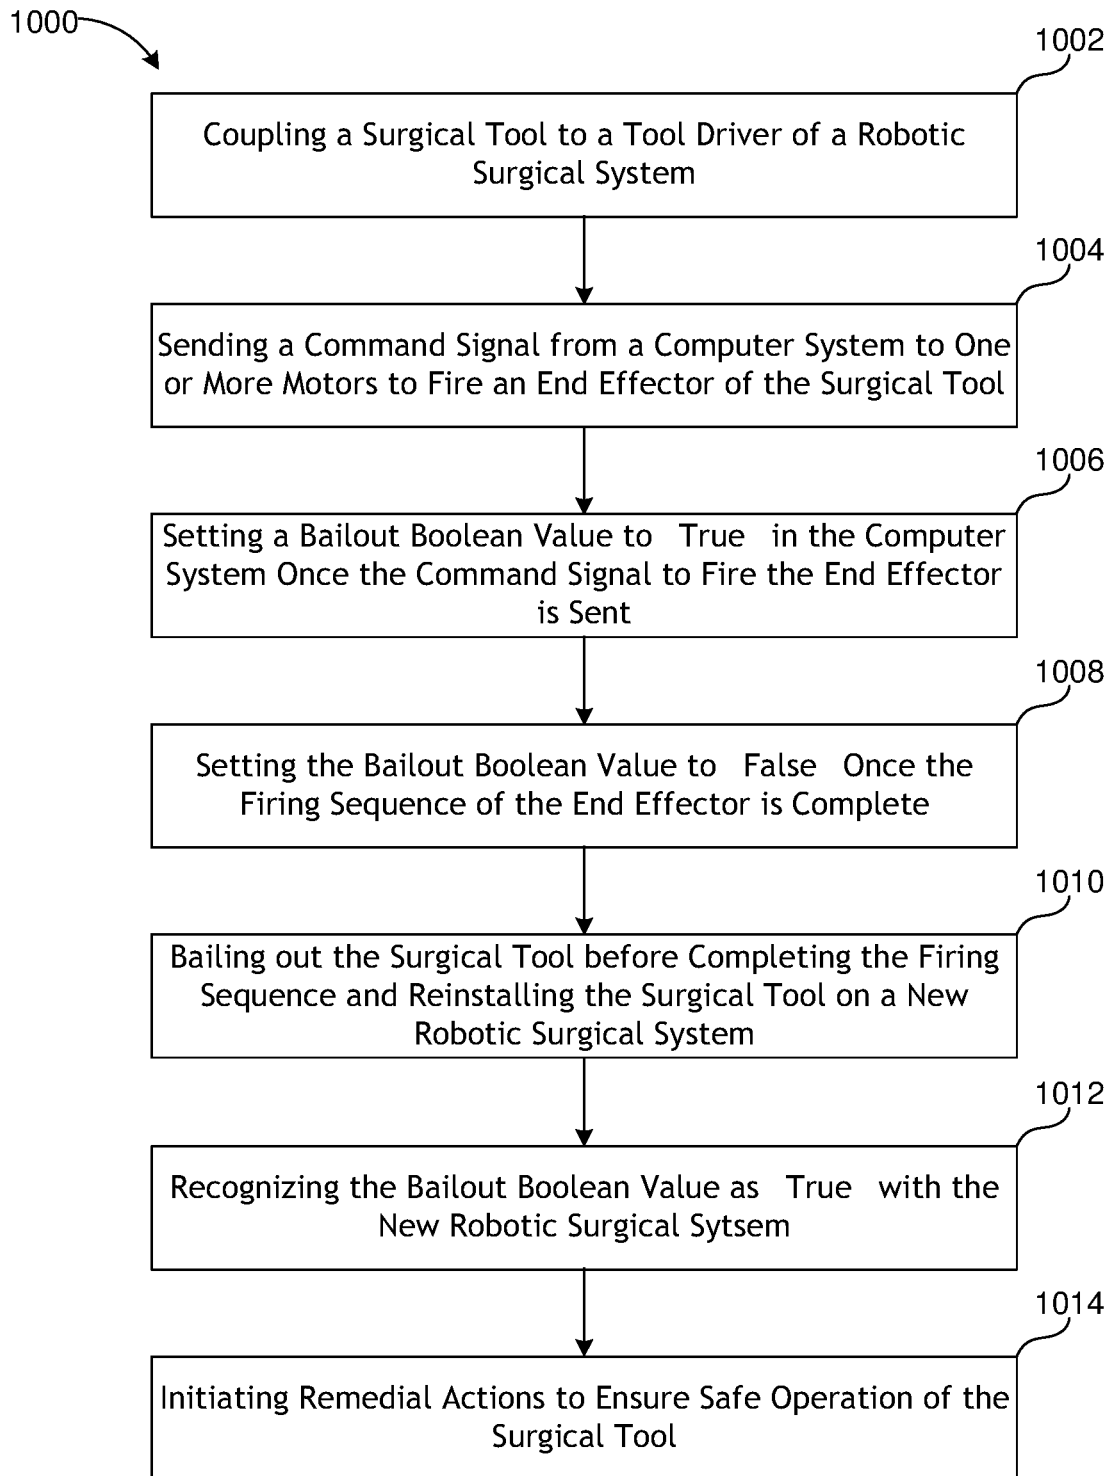 1000
1002
Coupling a Surgical Tool to a Tool Driver of a Robotic
Surgical System
1004
Sending a Command Signal from a Computer System to One
or More Motors to Fire an End Effector of the Surgical Tool
1006
Setting a Bailout Boolean Value to True in the Computer
System Once the Command Signal to Fire the End Effector
is Sent
1008
Setting the Bailout Boolean Value to False Once the
Firing Sequence of the End Effector is Complete
1010
Bailing out the Surgical Tool before Completing the Firing
Sequence and Reinstalling the Surgical Tool on a New
Robotic Surgical System
1012
Recognizing the Bailout Boolean Value as True with the
New Robotic Surgical Sytsem
1014
Initiating Remedial Actions to Ensure Safe Operation of the
Surgical Tool